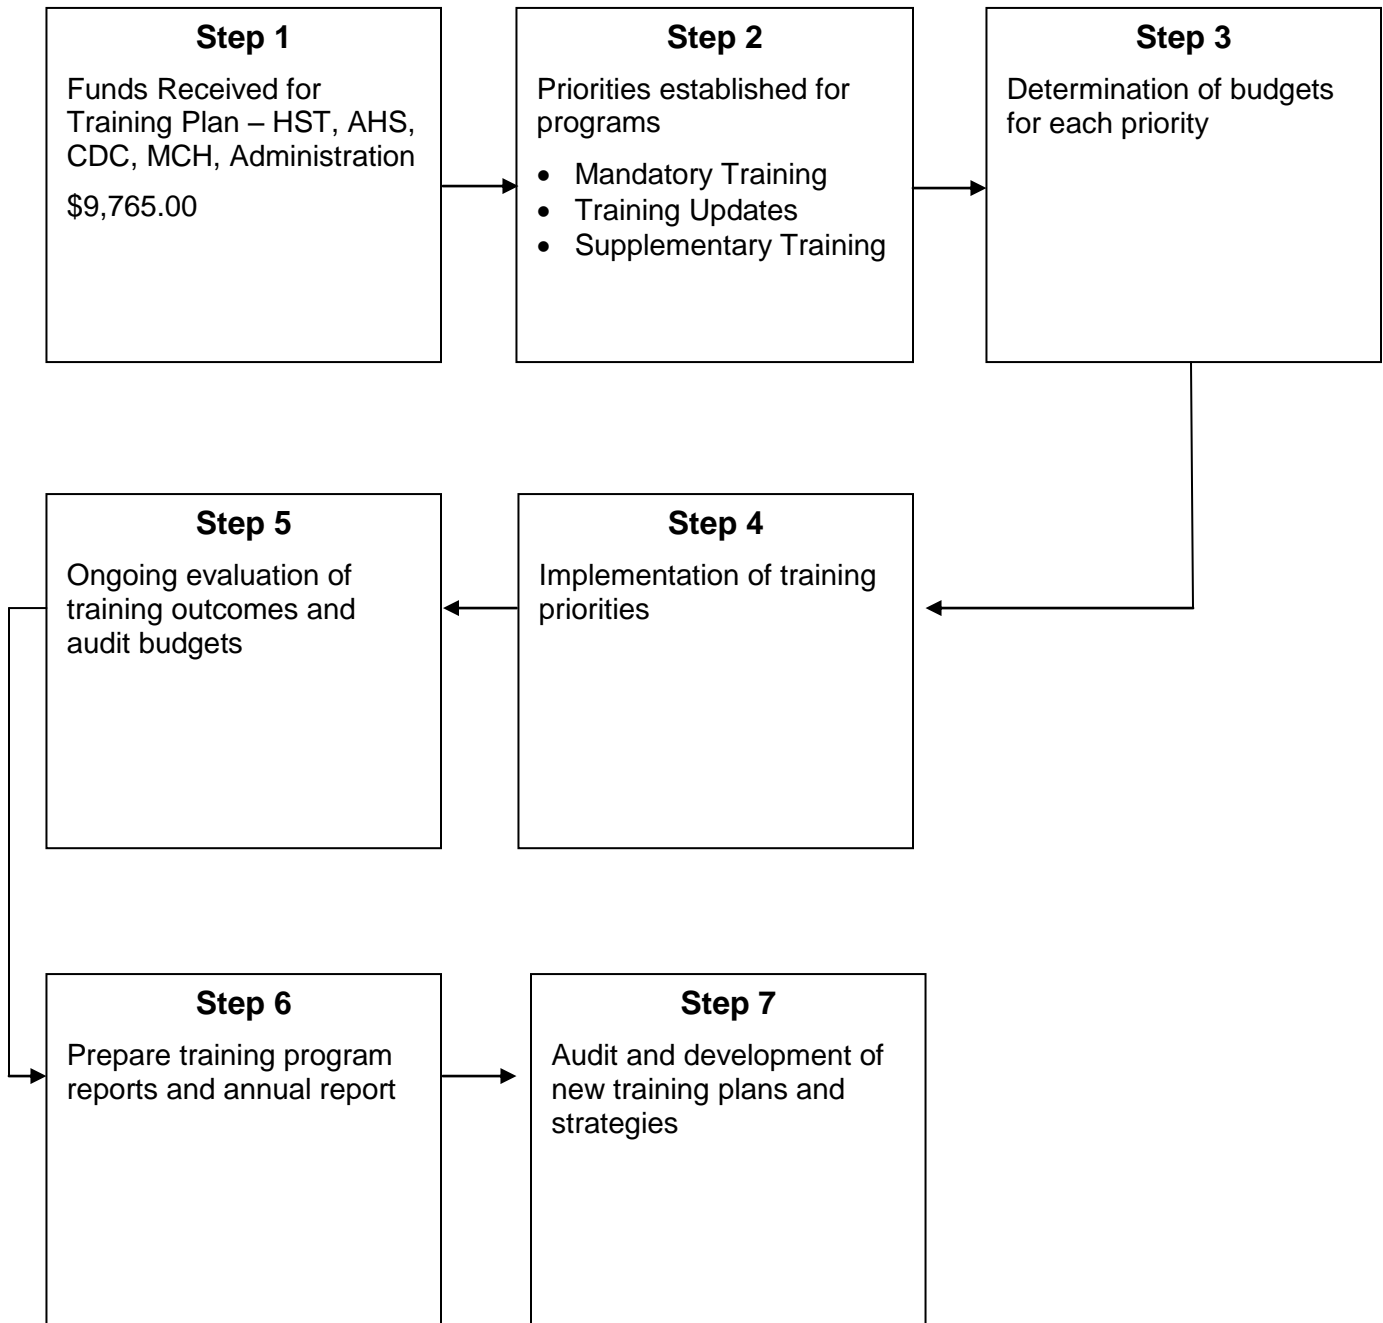 Step 1
Funds Received for
Training Plan – HST, AHS,
CDC, MCH, Administration
$9,765.00
Step 2
Priorities established for
programs
• Mandatory Training
• Training Updates
• Supplementary Training
Step 3
Determination of budgets
for each priority
Step 4
Implementation of training
priorities
Step 5
Ongoing evaluation of
training outcomes and
audit budgets
Step 6
Prepare training program
reports and annual report
Step 7
Audit and development of
new training plans and
strategies